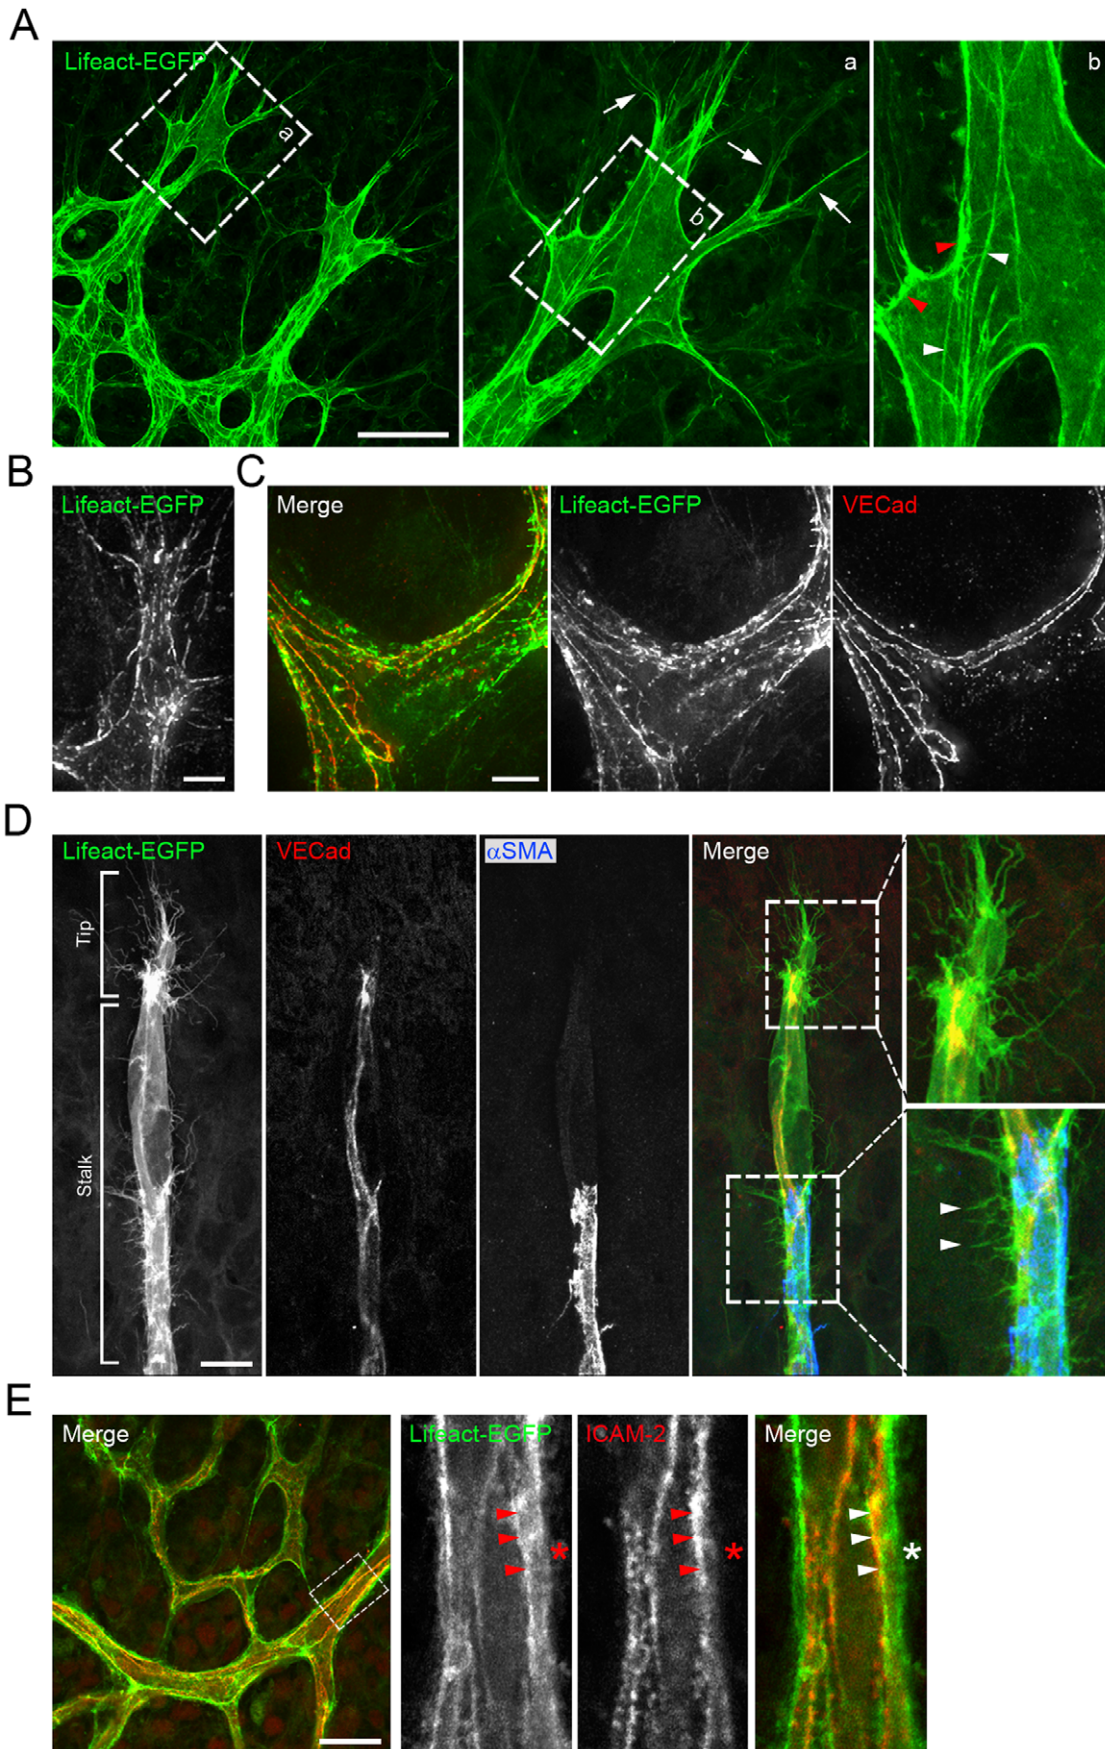 A
Lifeact-EGFP
a
a
b
b
B
C
Lifeact-EGFP
Merge
Lifeact-EGFP
VECad
D
Lifeact-EGFP
VECad
αSMA
Merge
Tip
Stalk
E
Merge
Lifeact-EGFP
ICAM-2
Merge
*
*
*